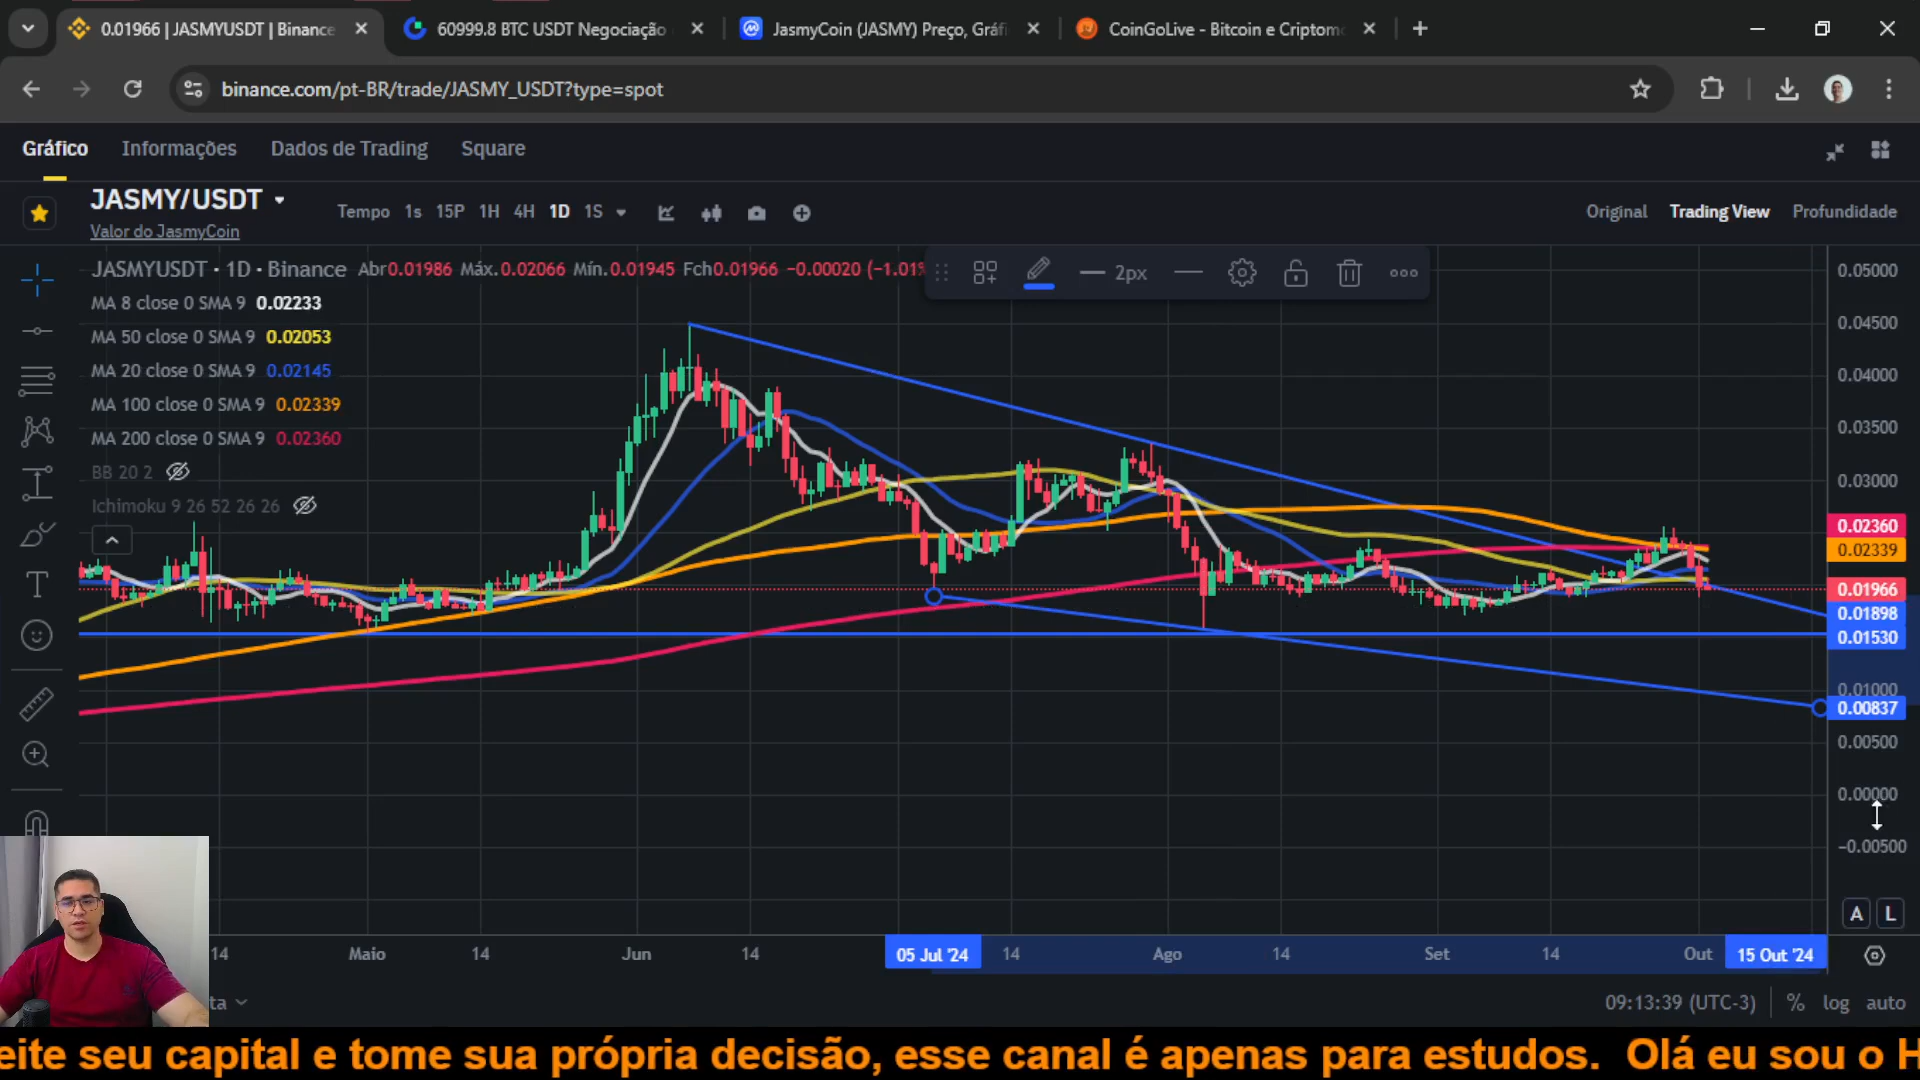 0.01966 | JASMYUSDT | Binance
60999.8 BTC USDT Negociação
JasmyCoin (JASMY) Preço, Gráfi
CoinGoLive - Bitcoin e Criptomo
binance.com/pt-BR/trade/JASMY_USDT?type=spot
Gráfico Informações Dados de Trading Square
JASMY/USDT
Valor do JasmyCoin
Tempo 1s 15P 1H 4H 1D 1S
Original Trading View Profundidade
JASMYUSDT · 1D · Binance Abr0.01986 Máx.0.02066 Mín.0.01945 Fch0.01966 −0.00020 (−1.01%
2px
MA 8 close 0 SMA 9 0.02233
MA 50 close 0 SMA 9 0.02053
MA 20 close 0 SMA 9 0.02145
MA 100 close 0 SMA 9 0.02339
MA 200 close 0 SMA 9 0.02360
BB 20 2
Ichimoku 9 26 52 26 26
0.05000
0.04500
0.04000
0.03500
0.03000
0.02360
0.02339
0.01966
0.01898
0.01530
0.01000
0.00837
0.00500
0.00000
−0.00500
A L
14 Maio 14 Jun 14 05 Jul '24 14 Ago 14 Set 14 Out 15 Out '24
ta
09:13:39 (UTC-3) % log auto
eite seu capital e tome sua própria decisão, esse canal é apenas para estudos. Olá eu sou o H